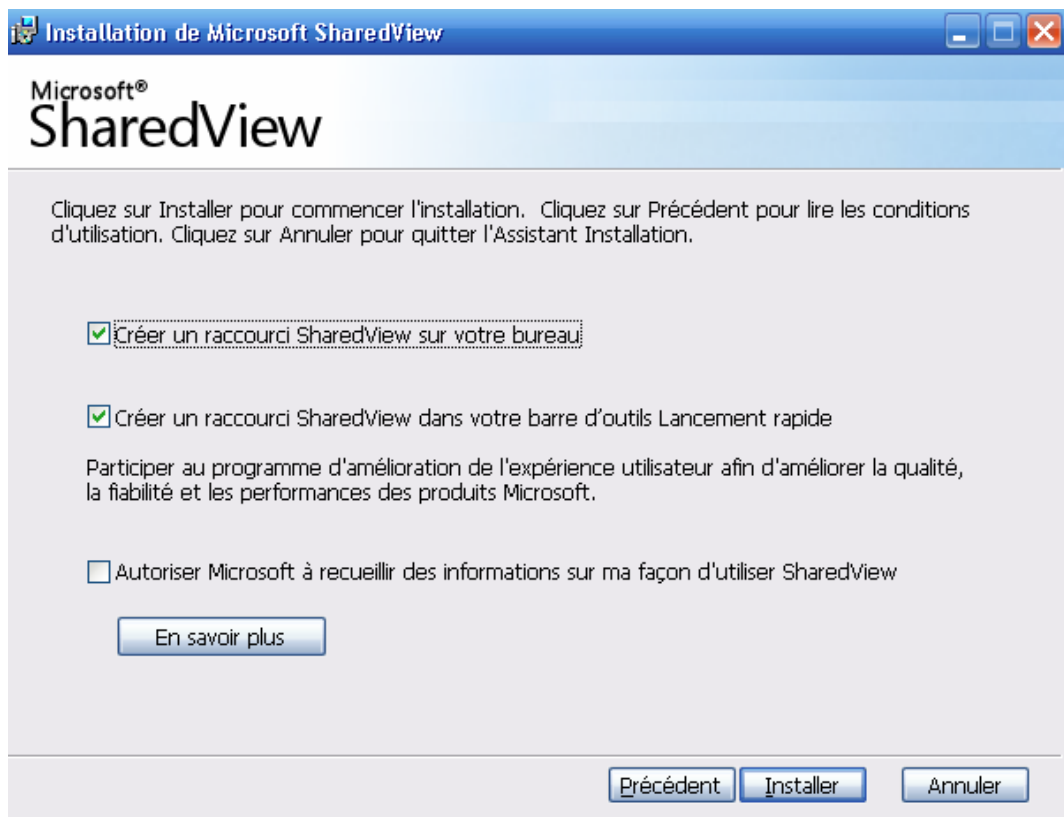 Installation de Microsoft SharedView
Microsoft®
SharedView
Cliquez sur Installer pour commencer l'installation. Cliquez sur Précédent pour lire les conditions
d'utilisation. Cliquez sur Annuler pour quitter l'Assistant Installation.
Créer un raccourci SharedView sur votre bureau
Créer un raccourci SharedView dans votre barre d'outils Lancement rapide
Participer au programme d'amélioration de l'expérience utilisateur afin d'améliorer la qualité,
la fiabilité et les performances des produits Microsoft.
Autoriser Microsoft à recueillir des informations sur ma façon d'utiliser SharedView
En savoir plus
Précédent Installer Annuler